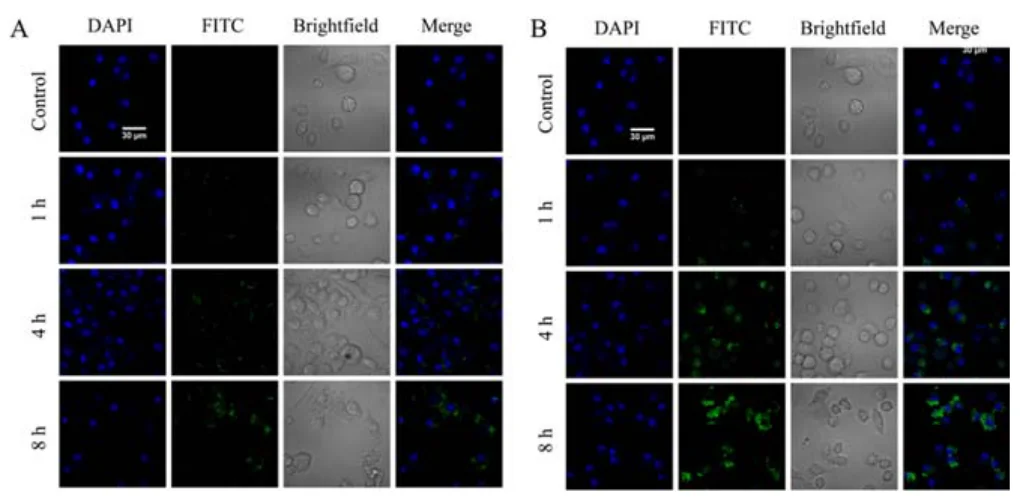 A
DAPI FITC Brightfield Merge
Control
30 µm
1 h
4 h
8 h
B
DAPI FITC Brightfield Merge
30 µm
Control
30 µm
1 h
4 h
8 h